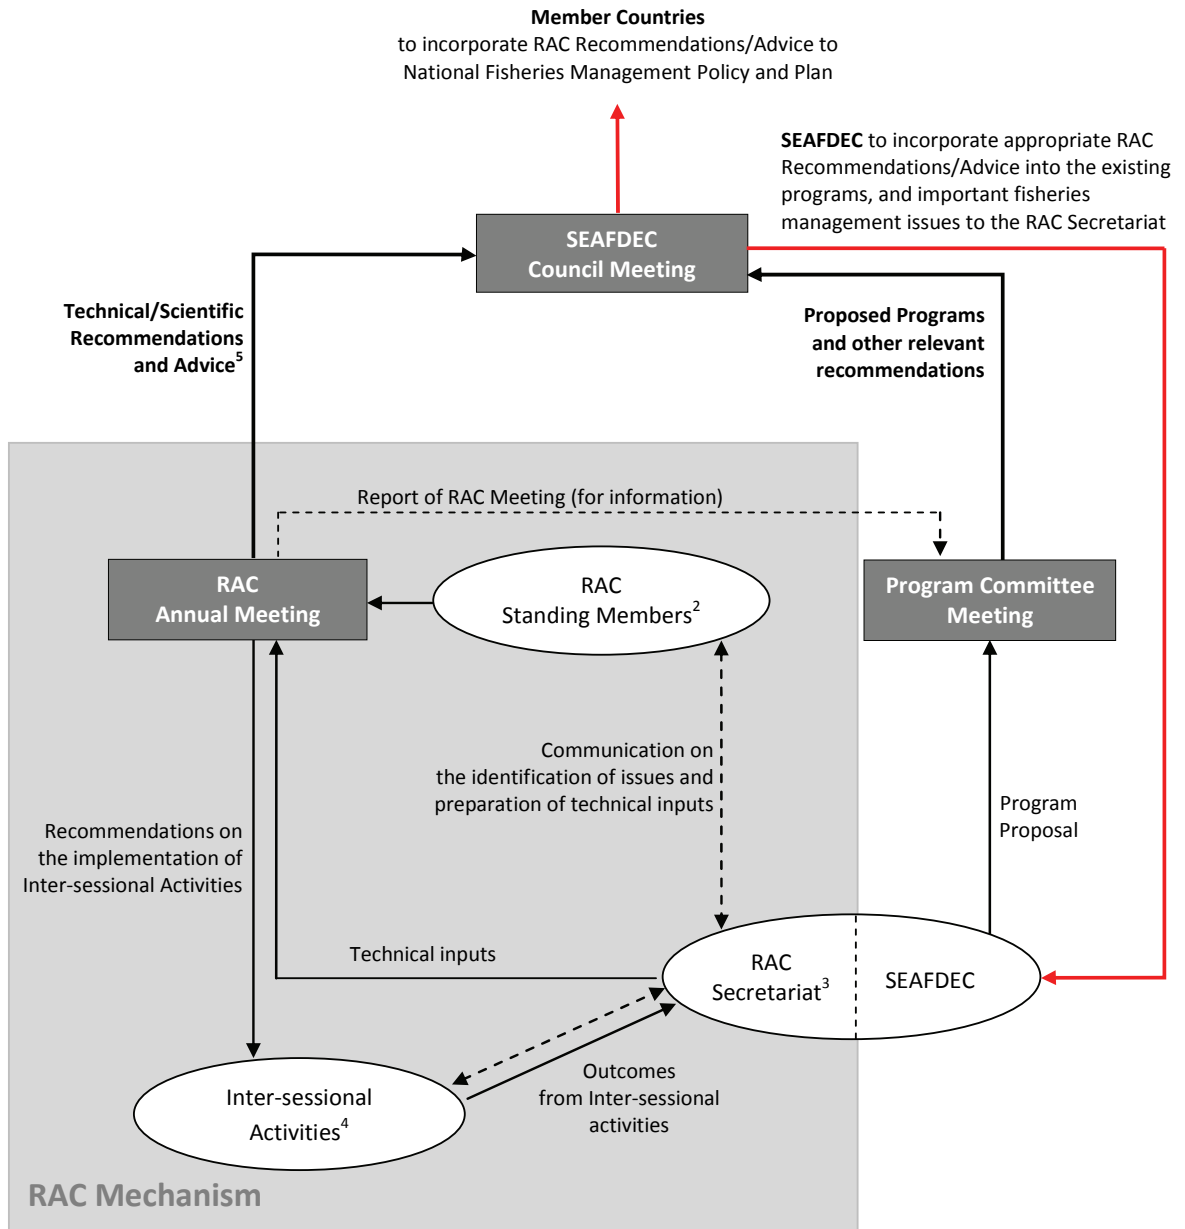 Member Countries
to incorporate RAC Recommendations/Advice to
National Fisheries Management Policy and Plan
SEAFDEC to incorporate appropriate RAC
Recommendations/Advice into the existing
programs, and important fisheries
management issues to the RAC Secretariat
SEAFDEC
Council Meeting
Technical/Scientific
Recommendations
and Advice5
Proposed Programs
and other relevant
recommendations
Report of RAC Meeting (for information)
RAC
Annual Meeting
RAC
Standing Members2
Program Committee
Meeting
Communication on
the identification of issues and
preparation of technical inputs
Program
Proposal
Recommendations on
the implementation of
Inter-sessional Activities
Technical inputs
RAC
Secretariat3
SEAFDEC
Outcomes
from Inter-sessional
activities
Inter-sessional
Activities4
RAC Mechanism